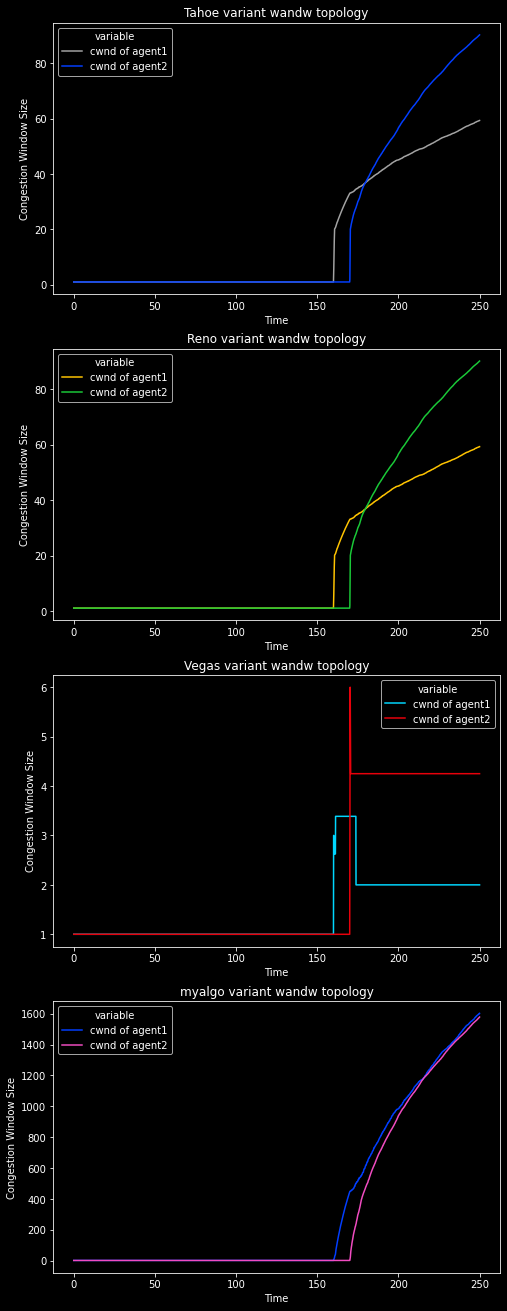 Tahoe variant wandw topology
variable
cwnd of agent1
cwnd of agent2
Congestion Window Size
80
60
40
20
0
0 50 100 150 200 250
Time
Reno variant wandw topology
variable
cwnd of agent1
cwnd of agent2
Congestion Window Size
80
60
40
20
0
0 50 100 150 200 250
Time
Vegas variant wandw topology
variable
cwnd of agent1
cwnd of agent2
Congestion Window Size
6
5
4
3
2
1
0 50 100 150 200 250
Time
myalgo variant wandw topology
variable
cwnd of agent1
cwnd of agent2
Congestion Window Size
1600
1400
1200
1000
800
600
400
200
0
0 50 100 150 200 250
Time